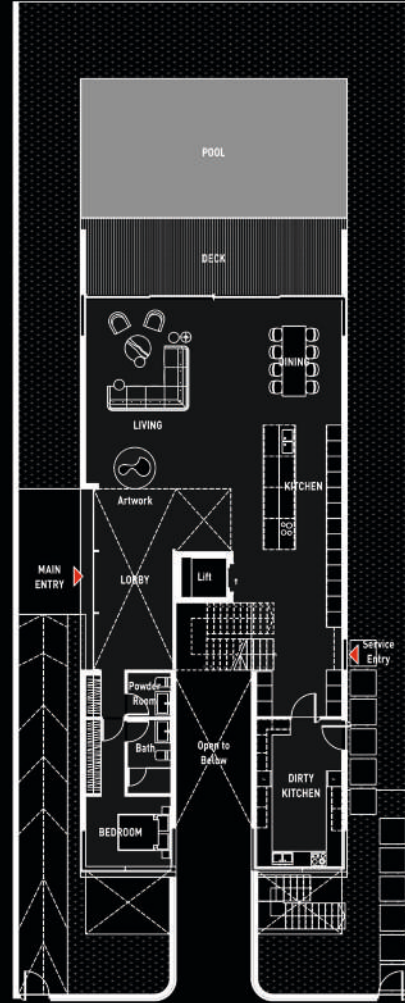 POOL
DECK
DINING
LIVING
KITCHEN
Artwork
MAIN
ENTRY
LOBBY
Lift
Service
Entry
Powder
Room
Bath
Open to
Below
DIRTY
KITCHEN
BEDROOM